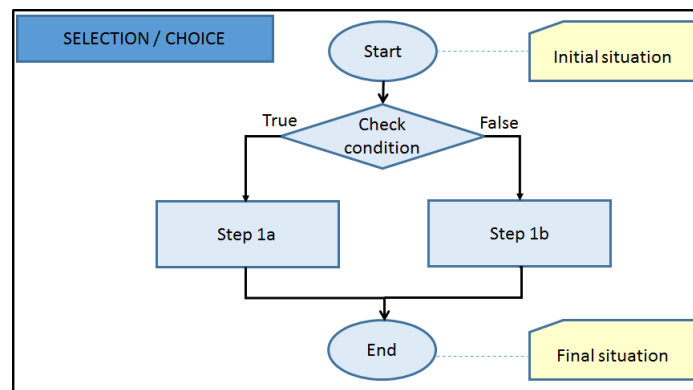 SELECTION / CHOICE
Start
Initial situation
True
Check
condition
False
Step 1a
Step 1b
End
Final situation